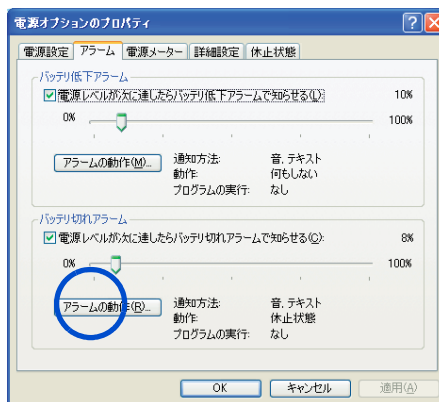 電源オプションのプロパティ
電源設定 アラーム 電源メーター 詳細設定 休止状態
バッテリ低下アラーム
電源レベルが次に達したらバッテリ低下アラームで知らせる(L): 10%
0% 100%
アラームの動作(M)... 通知方法: 音, テキスト
動作: 何もしない
プログラムの実行: なし
バッテリ切れアラーム
電源レベルが次に達したらバッテリ切れアラームで知らせる(C): 8%
0% 100%
アラームの動作(R)... 通知方法: 音, テキスト
動作: 休止状態
プログラムの実行: なし
OK キャンセル 適用(A)